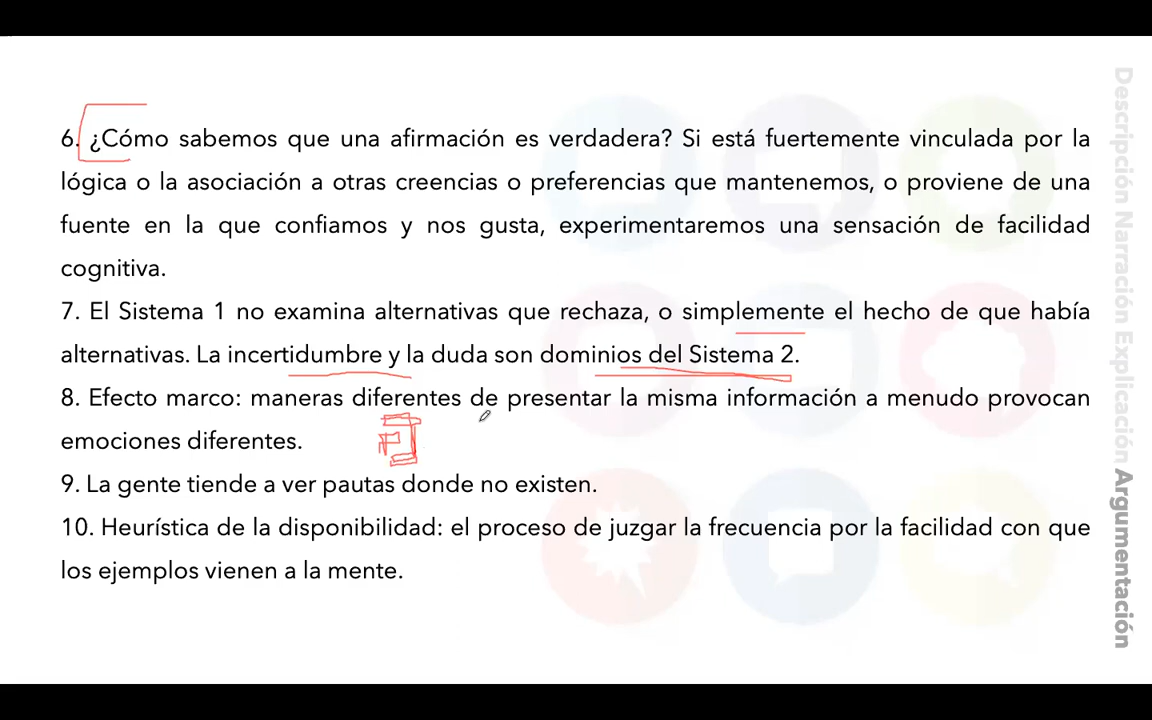 6. ¿Cómo sabemos que una afirmación es verdadera? Si está fuertemente vinculada por la
lógica o la asociación a otras creencias o preferencias que mantenemos, o proviene de una
fuente en la que confiamos y nos gusta, experimentaremos una sensación de facilidad
cognitiva.
7. El Sistema 1 no examina alternativas que rechaza, o simplemente el hecho de que había
alternativas. La incertidumbre y la duda son dominios del Sistema 2.
8. Efecto marco: maneras diferentes de presentar la misma información a menudo provocan
emociones diferentes.
9. La gente tiende a ver pautas donde no existen.
10. Heurística de la disponibilidad: el proceso de juzgar la frecuencia por la facilidad con que
los ejemplos vienen a la mente.
Descripción Narración Explicación Argumentación